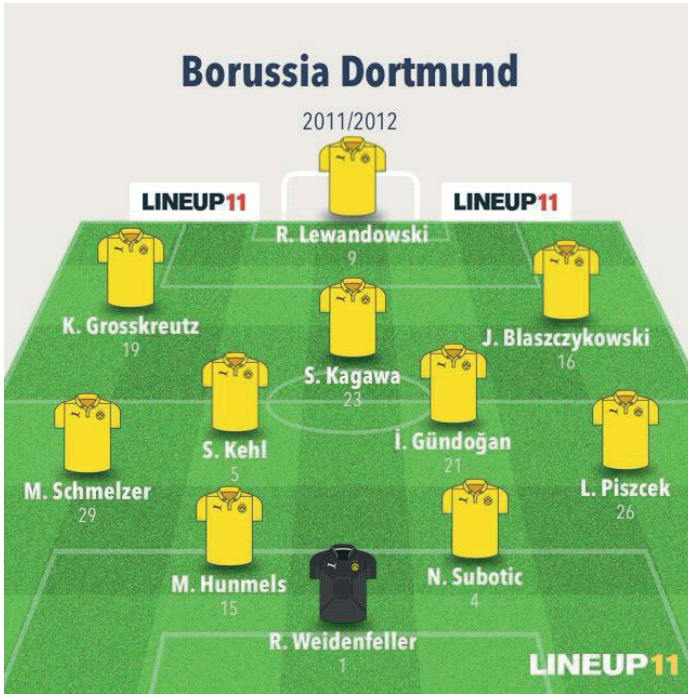 Borussia Dortmund
2011/2012
LINEUP11
LINEUP11
R. Lewandowski
9
K. Grosskreutz
19
J. Blaszczykowski
16
S. Kagawa
23
S. Kehl
5
İ. Gündoğan
21
M. Schmelzer
29
L. Piszcek
26
M. Hunmels
15
N. Subotic
4
R. Weidenfeller
1
LINEUP11